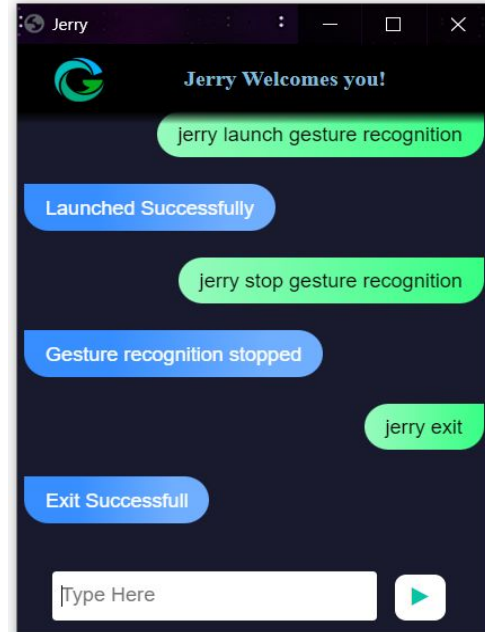 Jerry
Jerry Welcomes you!
jerry launch gesture recognition
Launched Successfully
jerry stop gesture recognition
Gesture recognition stopped
jerry exit
Exit Successfull
Type Here